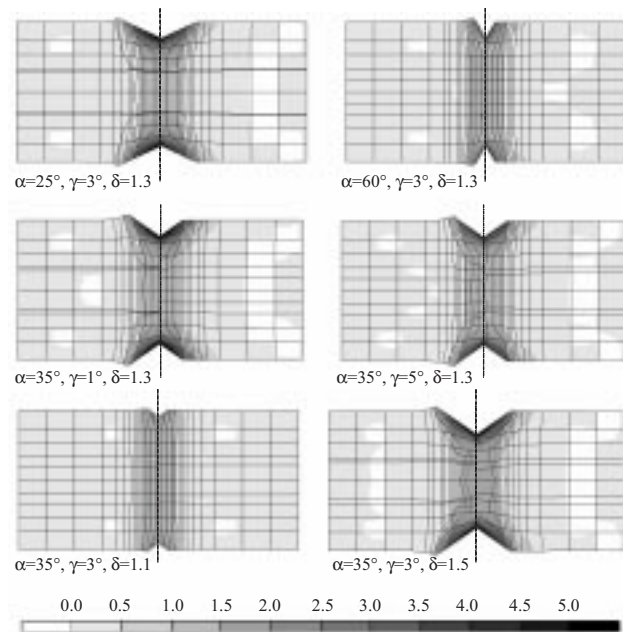 α=25°, γ=3°, δ=1.3
α=60°, γ=3°, δ=1.3
α=35°, γ=1°, δ=1.3
α=35°, γ=5°, δ=1.3
α=35°, γ=3°, δ=1.1
α=35°, γ=3°, δ=1.5
0.0 0.5 1.0 1.5 2.0 2.5 3.0 3.5 4.0 4.5 5.0